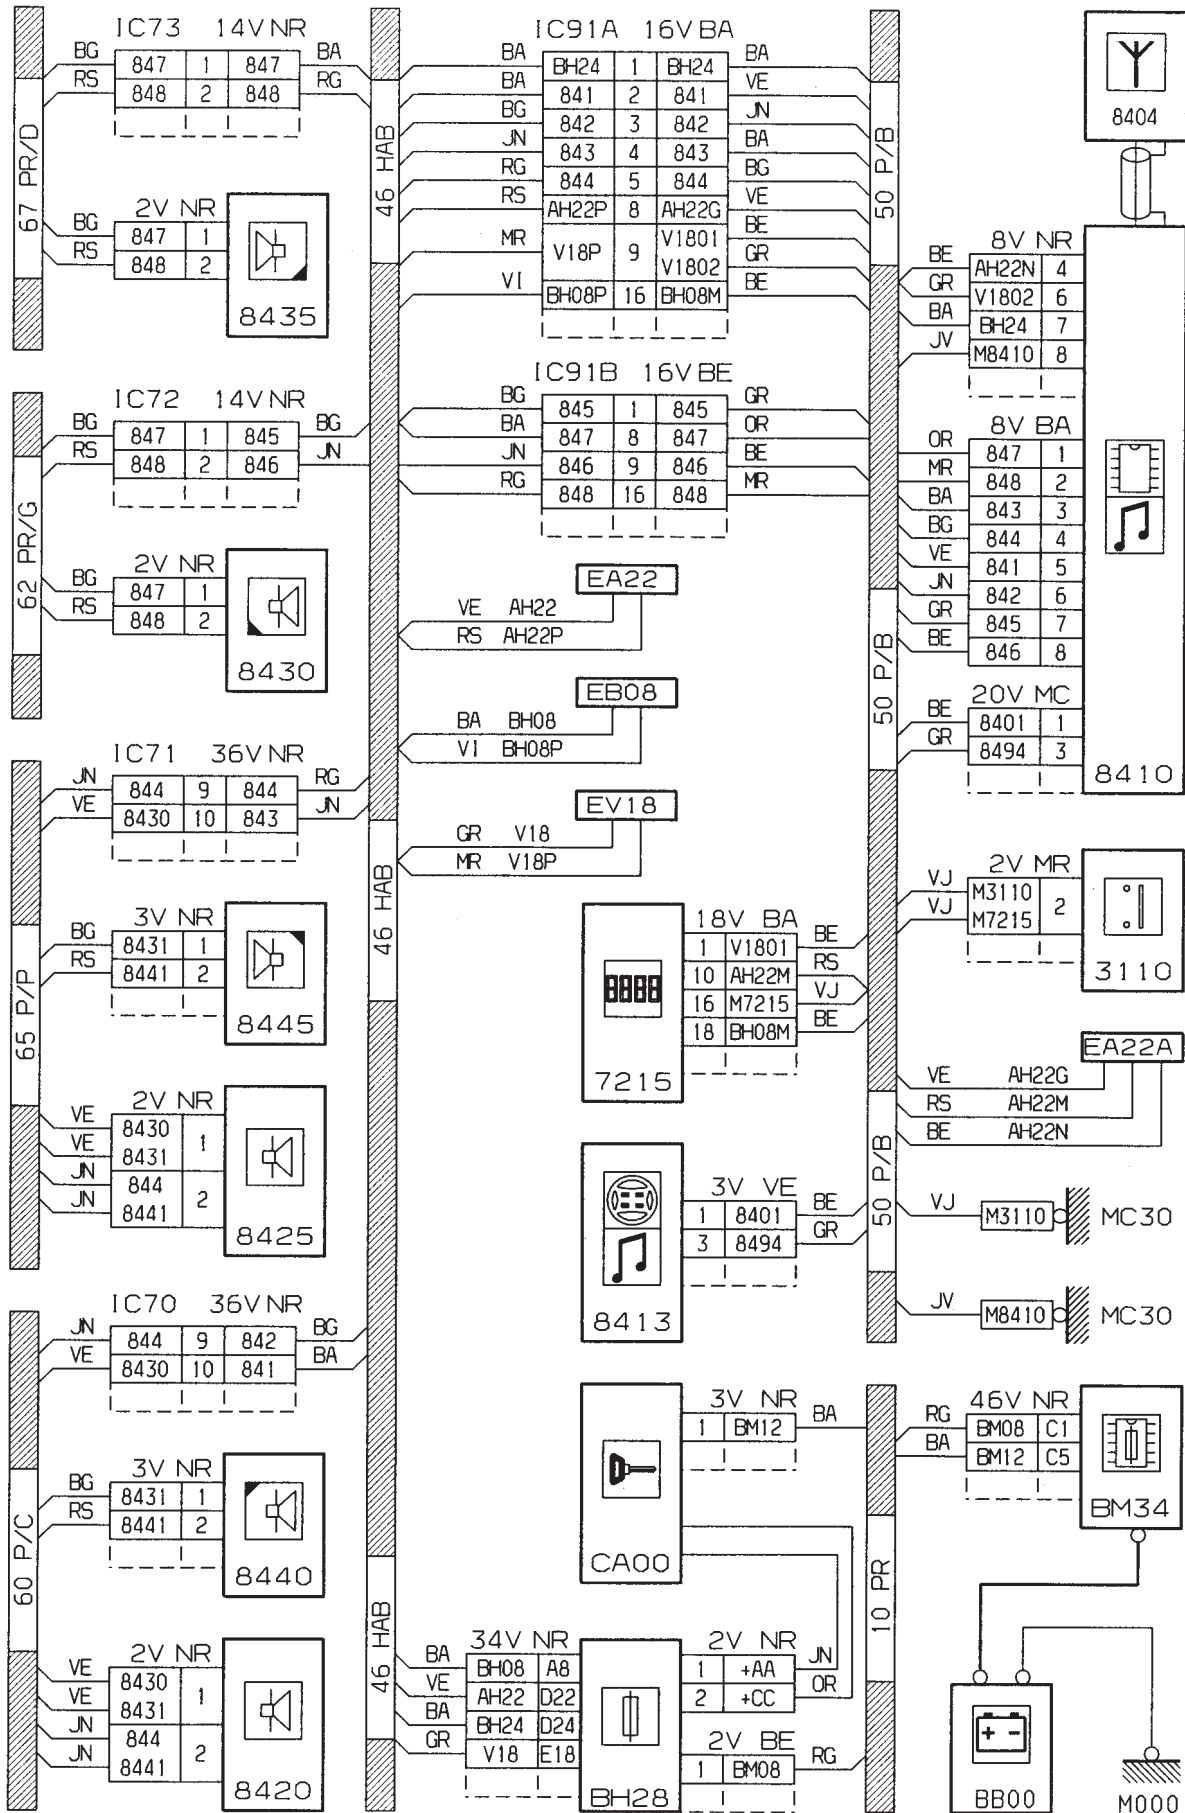 IC73 14V NR
BG 847 1 847 BA
RS 848 2 848 RG
67 PR/D
2V NR
BG 847 1
RS 848 2
8435
IC72 14V NR
BG 847 1 845 BG
RS 848 2 846 JN
62 PR/G
2V NR
BG 847 1
RS 848 2
8430
IC71 36V NR
JN 844 9 844 RG
VE 8430 10 843 JN
65 P/P
3V NR
BG 8431 1
RS 8441 2
8445
2V NR
VE 8430
VE 8431 1
JN 844
JN 8441 2
8425
IC70 36V NR
JN 844 9 842 BG
VE 8430 10 841 BA
60 P/C
3V NR
BG 8431 1
RS 8441 2
8440
2V NR
VE 8430
VE 8431 1
JN 844
JN 8441 2
8420
46 HAB
46 HAB
46 HAB
IC91A 16V BA
BA BH24 1 BH24 BA
BA 841 2 841 VE
BG 842 3 842 JN
JN 843 4 843 BA
RG 844 5 844 BG
RS AH22P 8 AH22G VE
MR V18P 9 V1801 BE
V1802 GR
VI BH08P 16 BH08M BE
IC91B 16V BE
BG 845 1 845 GR
BA 847 8 847 OR
JN 846 9 846 BE
RG 848 16 848 MR
EA22
VE AH22
RS AH22P
EB08
BA BH08
VI BH08P
EV18
GR V18
MR V18P
18V BA
1 V1801 BE
10 AH22M RS
16 M7215 VJ
18 BH08M BE
7215
3V VE
1 8401 BE
3 8494 GR
8413
3V NR
1 BM12 BA
CA00
34V NR
BA BH08 A8
VE AH22 D22
BA BH24 D24
GR V18 E18
BH28
2V NR
1 +AA JN
2 +CC OR
2V BE
1 BM08 RG
50 P/B
50 P/B
50 P/B
10 PR
8404
8V NR
BE AH22N 4
GR V1802 6
BA BH24 7
JV M8410 8
8V BA
OR 847 1
MR 848 2
BA 843 3
BG 844 4
VE 841 5
JN 842 6
GR 845 7
BE 846 8
20V MC
BE 8401 1
GR 8494 3
8410
2V MR
VJ M3110
VJ M7215 2
3110
EA22A
VE AH22G
RS AH22M
BE AH22N
VJ M3110 MC30
JV M8410 MC30
46V NR
RG BM08 C1
BA BM12 C5
BM34
+ -
BB00
M000